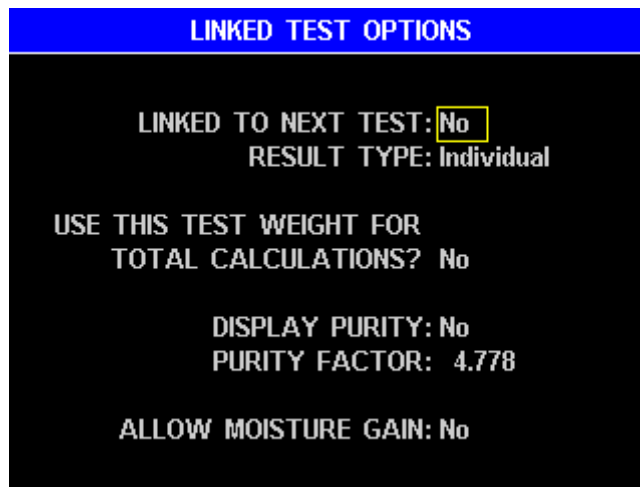 LINKED TEST OPTIONS
LINKED TO NEXT TEST: No
RESULT TYPE: Individual
USE THIS TEST WEIGHT FOR
TOTAL CALCULATIONS? No
DISPLAY PURITY: No
PURITY FACTOR: 4.778
ALLOW MOISTURE GAIN: No